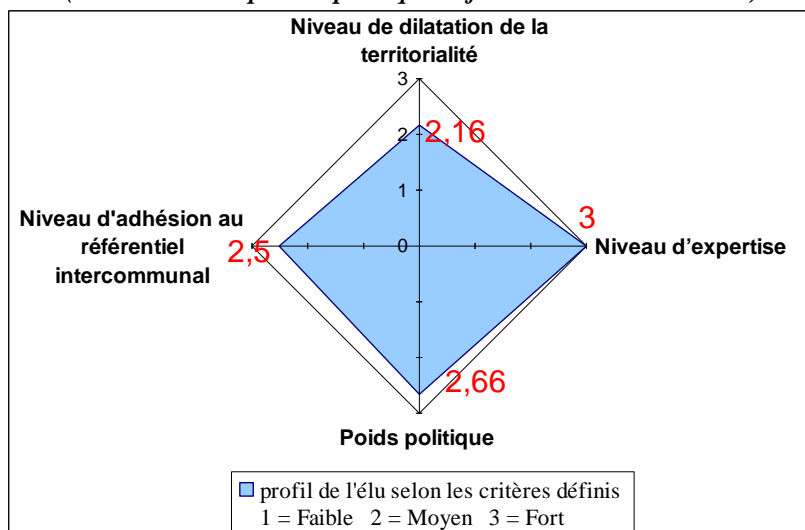 Niveau de dilatation de la
territorialité
3
2
2,16
1
Niveau d'adhésion au
référentiel
intercommunal
2,5
0
3
Niveau d’expertise
2,66
Poids politique
profil de l'élu selon les critères définis
1 = Faible 2 = Moyen 3 = Fort